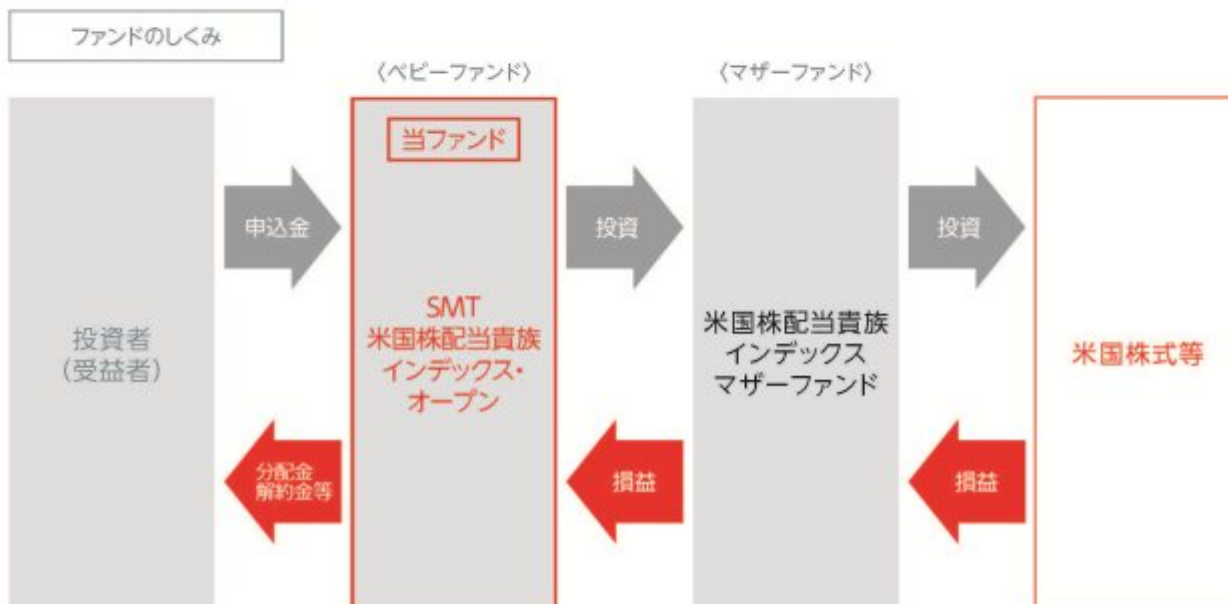 ファンドのしくみ
〈ベビーファンド〉
〈マザーファンド〉
当ファンド
申込金
投資
投資
投資者
(受益者)
SMT
米国株配当貴族
インデックス・
オープン
米国株配当貴族
インデックス
マザーファンド
米国株式等
分配金
解約金等
損益
損益